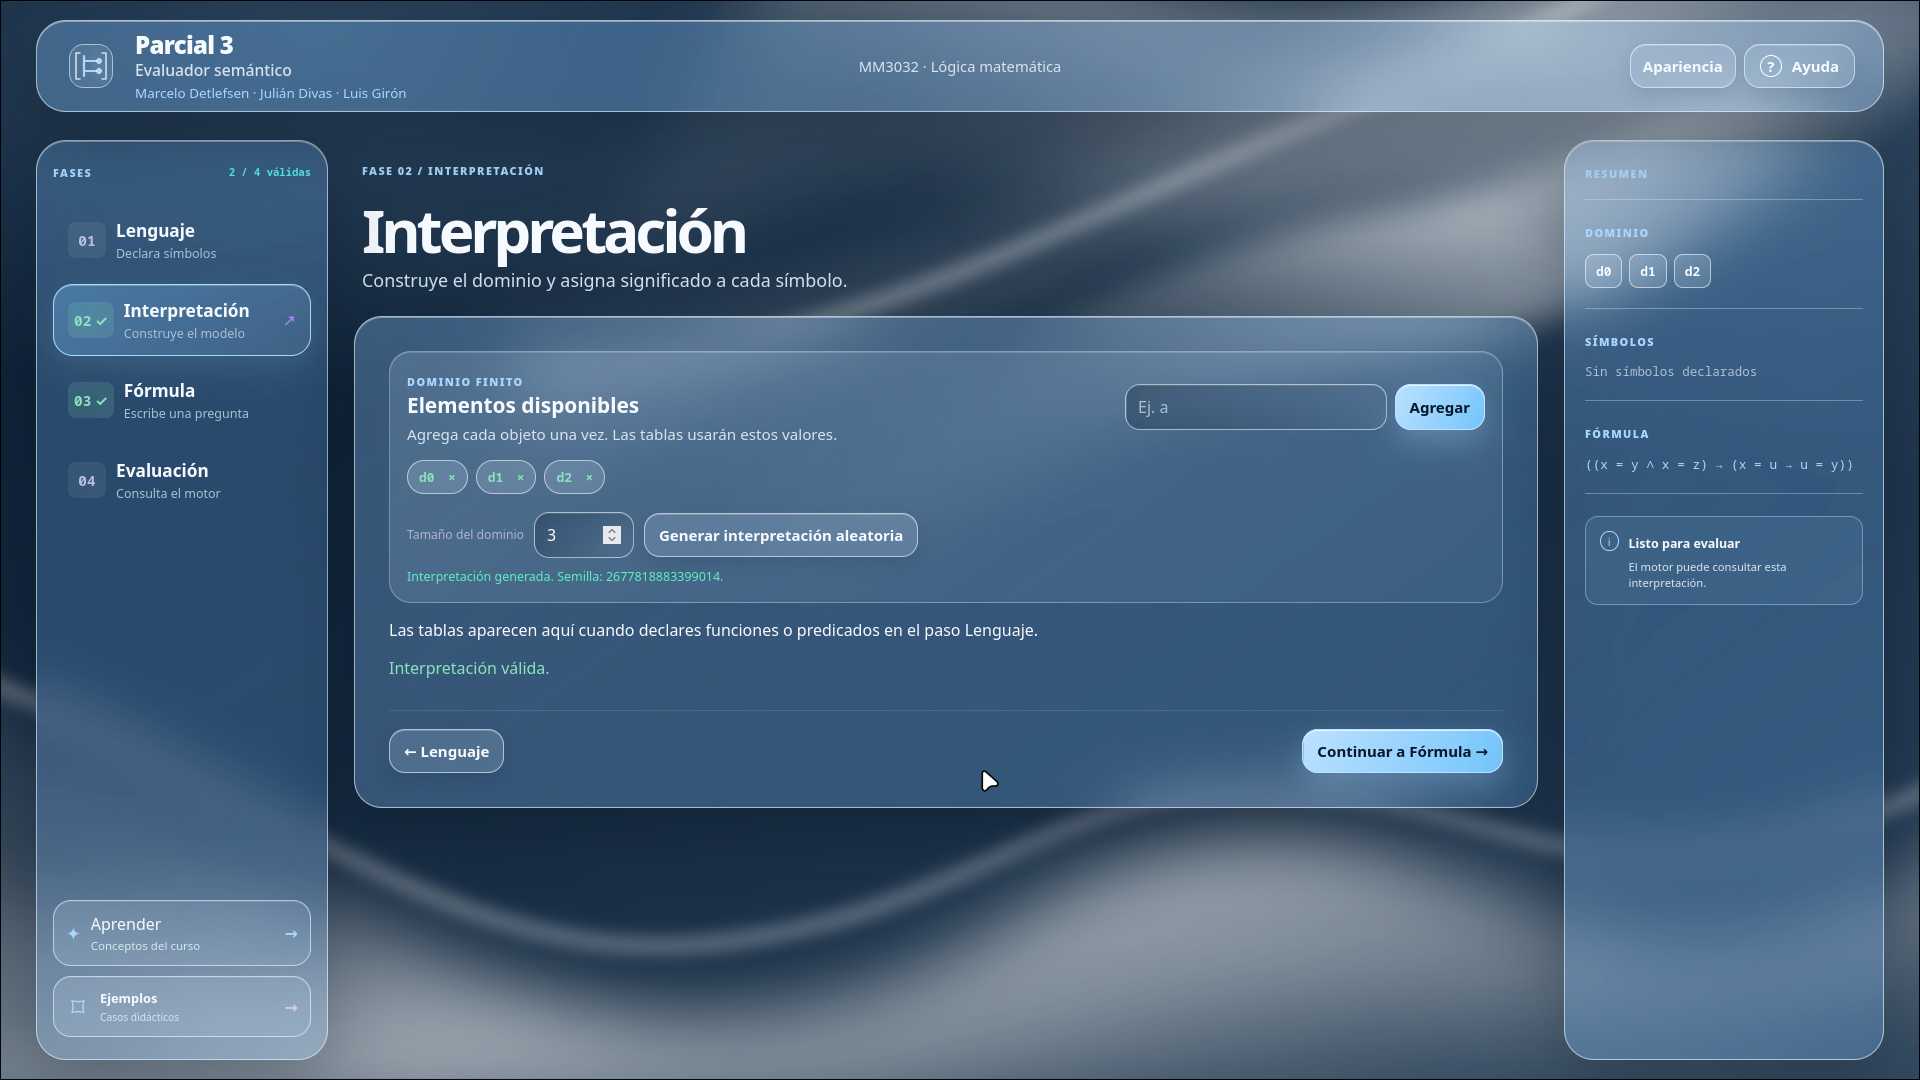 Parcial 3
Evaluador semántico
Marcelo Detlefsen · Julián Divas · Luis Girón
MM3032 · Lógica matemática
Apariencia
? Ayuda
FASES
2 / 4 válidas
01
Lenguaje
Declara símbolos
02 ✓
Interpretación
Construye el modelo
↗
03 ✓
Fórmula
Escribe una pregunta
04
Evaluación
Consulta el motor
✦
Aprender
Conceptos del curso
→
Ejemplos
Casos didácticos
→
FASE 02 / INTERPRETACIÓN
Interpretación
Construye el dominio y asigna significado a cada símbolo.
DOMINIO FINITO
Elementos disponibles
Agrega cada objeto una vez. Las tablas usarán estos valores.
Ej. a
Agregar
d0 × d1 × d2 ×
Tamaño del dominio 3 Generar interpretación aleatoria
Interpretación generada. Semilla: 2677818883399014.
Las tablas aparecen aquí cuando declares funciones o predicados en el paso Lenguaje.
Interpretación válida.
← Lenguaje
Continuar a Fórmula →
RESUMEN
DOMINIO
d0 d1 d2
SÍMBOLOS
Sin símbolos declarados
FÓRMULA
((x = y ∧ x = z) → (x = u → u = y))
i
Listo para evaluar
El motor puede consultar esta
interpretación.